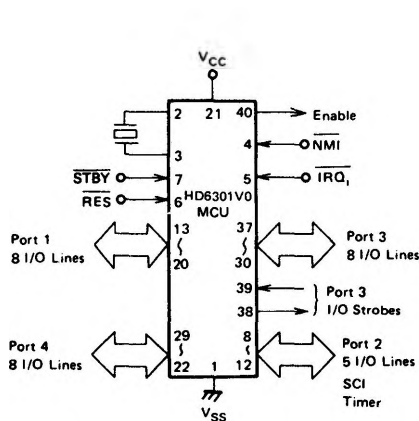 VCC
2 21 40 Enable
3 4 NMI
STBY 7 5 IRQ1
HD6301V0
RES 6 MCU
Port 1 13 37 Port 3
8 I/O Lines 20 30 8 I/O Lines
39 Port 3
38 I/O Strobes
Port 4 29 8 Port 2
8 I/O Lines 22 1 12 5 I/O Lines
SCI
VSS Timer